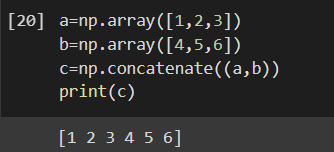 [20] a=np.array([1,2,3])
b=np.array([4,5,6])
c=np.concatenate((a,b))
print(c)
[1 2 3 4 5 6]